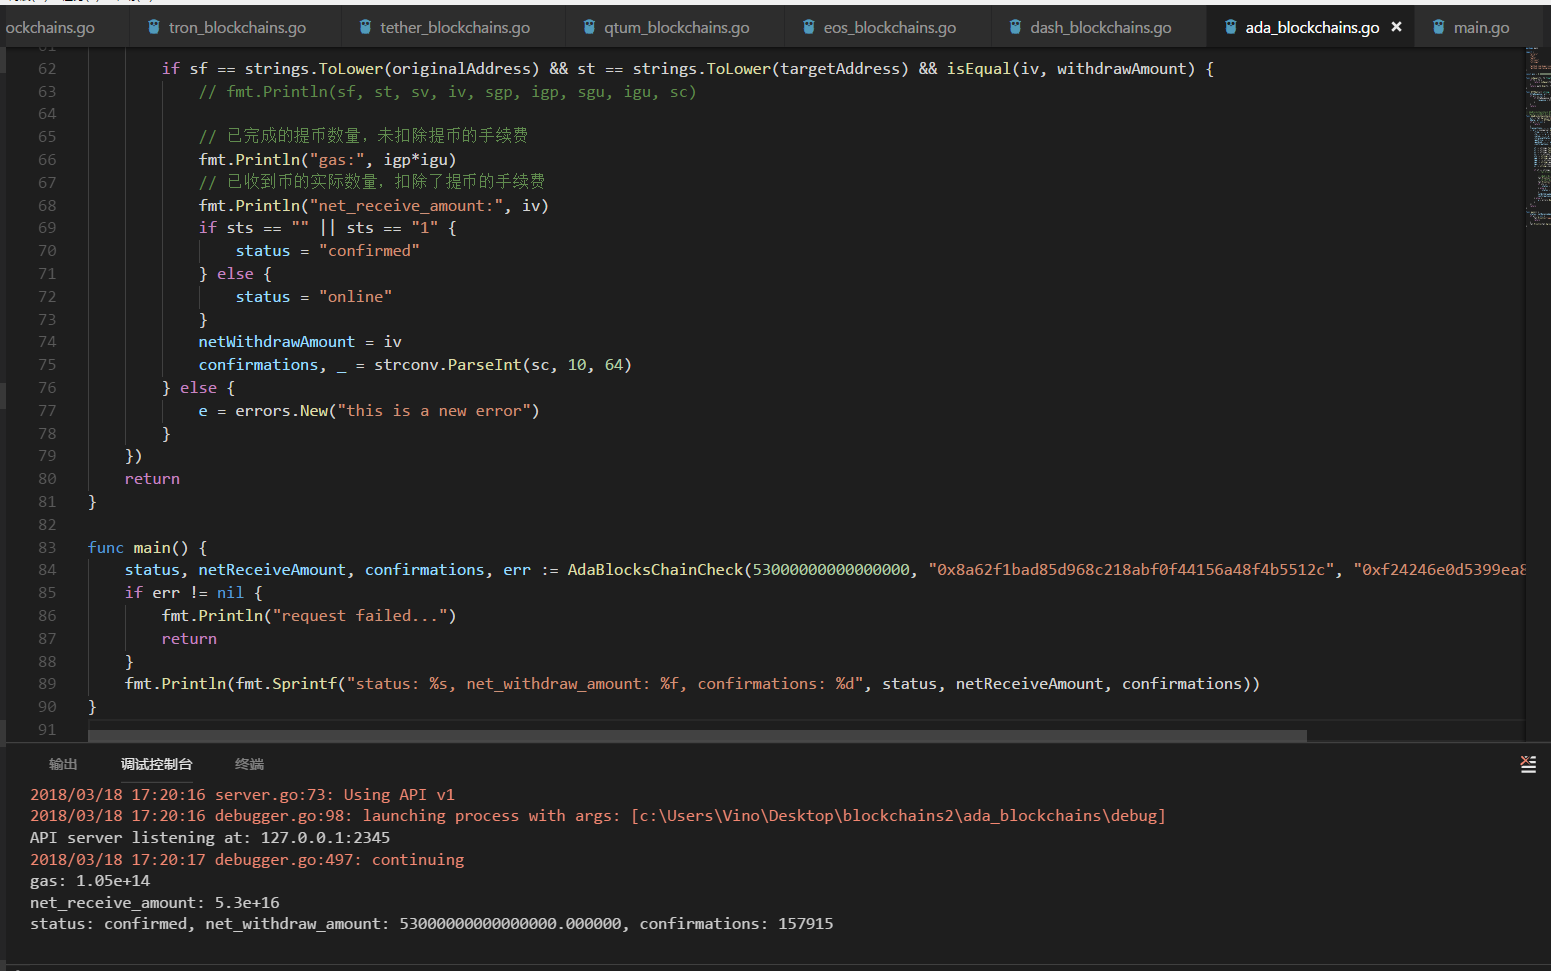 ockchains.go tron_blockchains.go tether_blockchains.go qtum_blockchains.go eos_blockchains.go dash_blockchains.go ada_blockchains.go × main.go
61
62 if sf == strings.ToLower(originalAddress) && st == strings.ToLower(targetAddress) && isEqual(iv, withdrawAmount) {
63 // fmt.Println(sf, st, sv, iv, sgp, igp, sgu, igu, sc)
64
65 // 已完成的提币数量，未扣除提币的手续费
66 fmt.Println("gas:", igp*igu)
67 // 已收到币的实际数量，扣除了提币的手续费
68 fmt.Println("net_receive_amount:", iv)
69 if sts == "" || sts == "1" {
70 status = "confirmed"
71 } else {
72 status = "online"
73 }
74 netWithdrawAmount = iv
75 confirmations, _ = strconv.ParseInt(sc, 10, 64)
76 } else {
77 e = errors.New("this is a new error")
78 }
79 })
80 return
81 }
82
83 func main() {
84 status, netReceiveAmount, confirmations, err := AdaBlocksChainCheck(53000000000000000, "0x8a62f1bad85d968c218abf0f44156a48f4b5512c", "0xf24246e0d5399ea8
85 if err != nil {
86 fmt.Println("request failed...")
87 return
88 }
89 fmt.Println(fmt.Sprintf("status: %s, net_withdraw_amount: %f, confirmations: %d", status, netReceiveAmount, confirmations))
90 }
91
输出 调试控制台 终端
2018/03/18 17:20:16 server.go:73: Using API v1
2018/03/18 17:20:16 debugger.go:98: launching process with args: [c:\Users\Vino\Desktop\blockchains2\ada_blockchains\debug]
API server listening at: 127.0.0.1:2345
2018/03/18 17:20:17 debugger.go:497: continuing
gas: 1.05e+14
net_receive_amount: 5.3e+16
status: confirmed, net_withdraw_amount: 53000000000000000.000000, confirmations: 157915